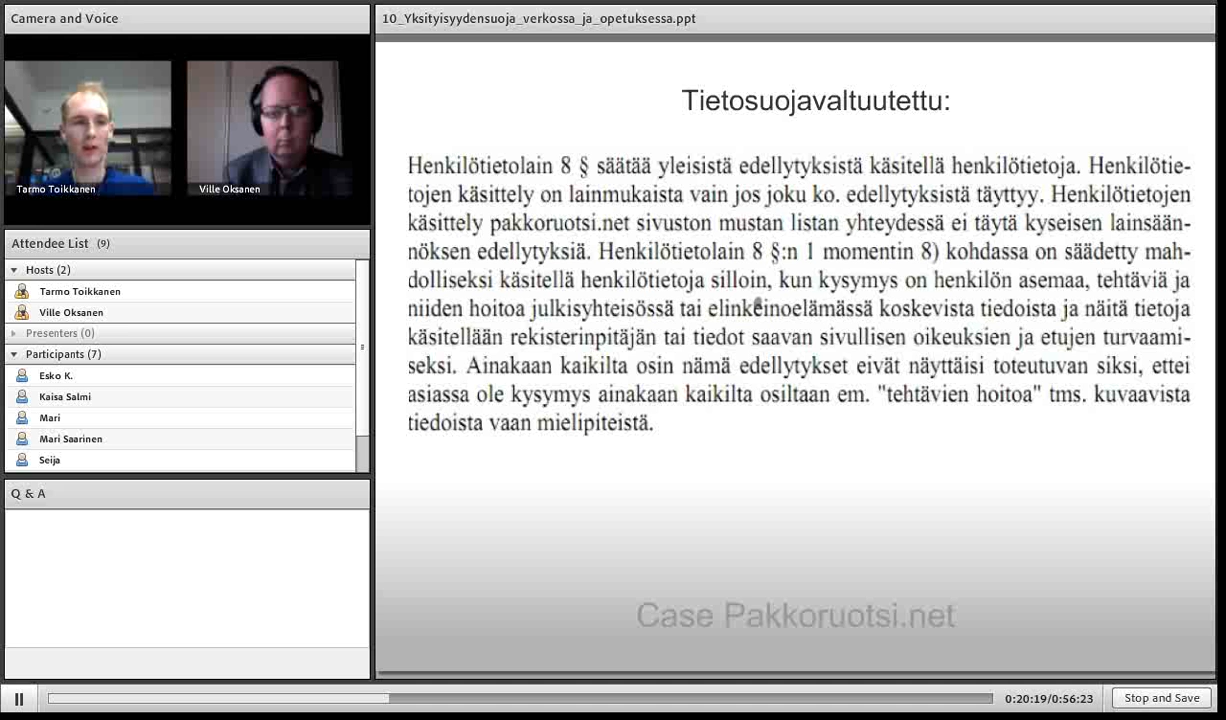 Camera and Voice
Tarmo Toikkanen
Ville Oksanen
Attendee List (9)
Hosts (2)
Tarmo Toikkanen
Ville Oksanen
Presenters (0)
Participants (7)
Esko K.
Kaisa Salmi
Mari
Mari Saarinen
Seija
Q & A
10_Yksityisyydensuoja_verkossa_ja_opetuksessa.ppt
Tietosuojavaltuutettu:
Henkilötietolain 8 § säätää yleisistä edellytyksistä käsitellä henkilötietoja. Henkilötie-
tojen käsittely on lainmukaista vain jos joku ko. edellytyksistä täyttyy. Henkilötietojen
käsittely pakkoruotsi.net sivuston mustan listan yhteydessä ei täytä kyseisen lainsään-
nöksen edellytyksiä. Henkilötietolain 8 §:n 1 momentin 8) kohdassa on säädetty mah-
dolliseksi käsitellä henkilötietoja silloin, kun kysymys on henkilön asemaa, tehtäviä ja
niiden hoitoa julkisyhteisössä tai elinkeinoelämässä koskevista tiedoista ja näitä tietoja
käsitellään rekisterinpitäjän tai tiedot saavan sivullisen oikeuksien ja etujen turvaami-
seksi. Ainakaan kaikilta osin nämä edellytykset eivät näyttäisi toteutuvan siksi, ettei
asiassa ole kysymys ainakaan kaikilta osiltaan em. "tehtävien hoitoa" tms. kuvaavista
tiedoista vaan mielipiteistä.
Case Pakkoruotsi.net
0:20:19/0:56:23
Stop and Save